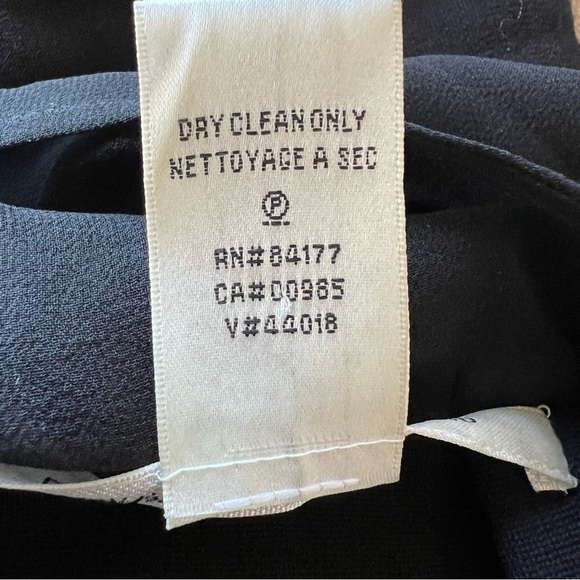 DRY CLEAN ONLY
NETTOYAGE A SEC
P
RN#84177
CA#00965
V#44018